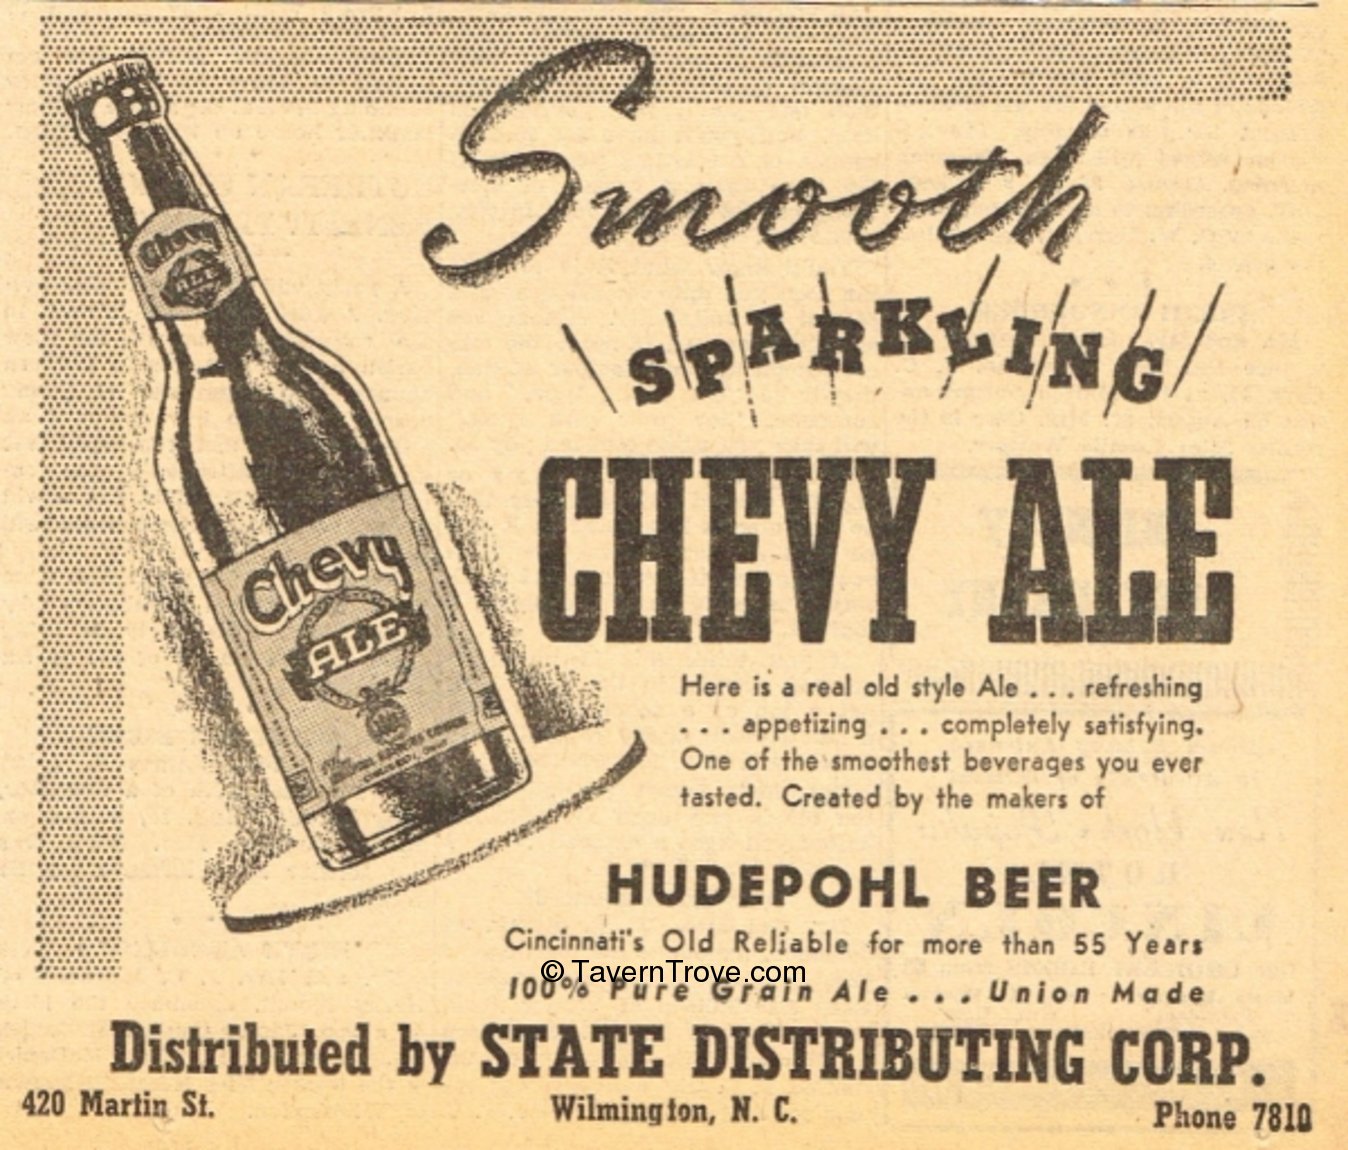 Smooth
SPARKLING
CHEVY ALE
Chevy
ALE
Chevy
ALE
Here is a real old style Ale . . . refreshing
. . . appetizing . . . completely satisfying.
One of the smoothest beverages you ever
tasted. Created by the makers of
HUDEPOHL BEER
Cincinnati's Old Reliable for more than 55 Years
© TavernTrove.com
100% Pure Grain Ale . . . Union Made
Distributed by STATE DISTRIBUTING CORP.
420 Martin St. Wilmington, N. C. Phone 7810